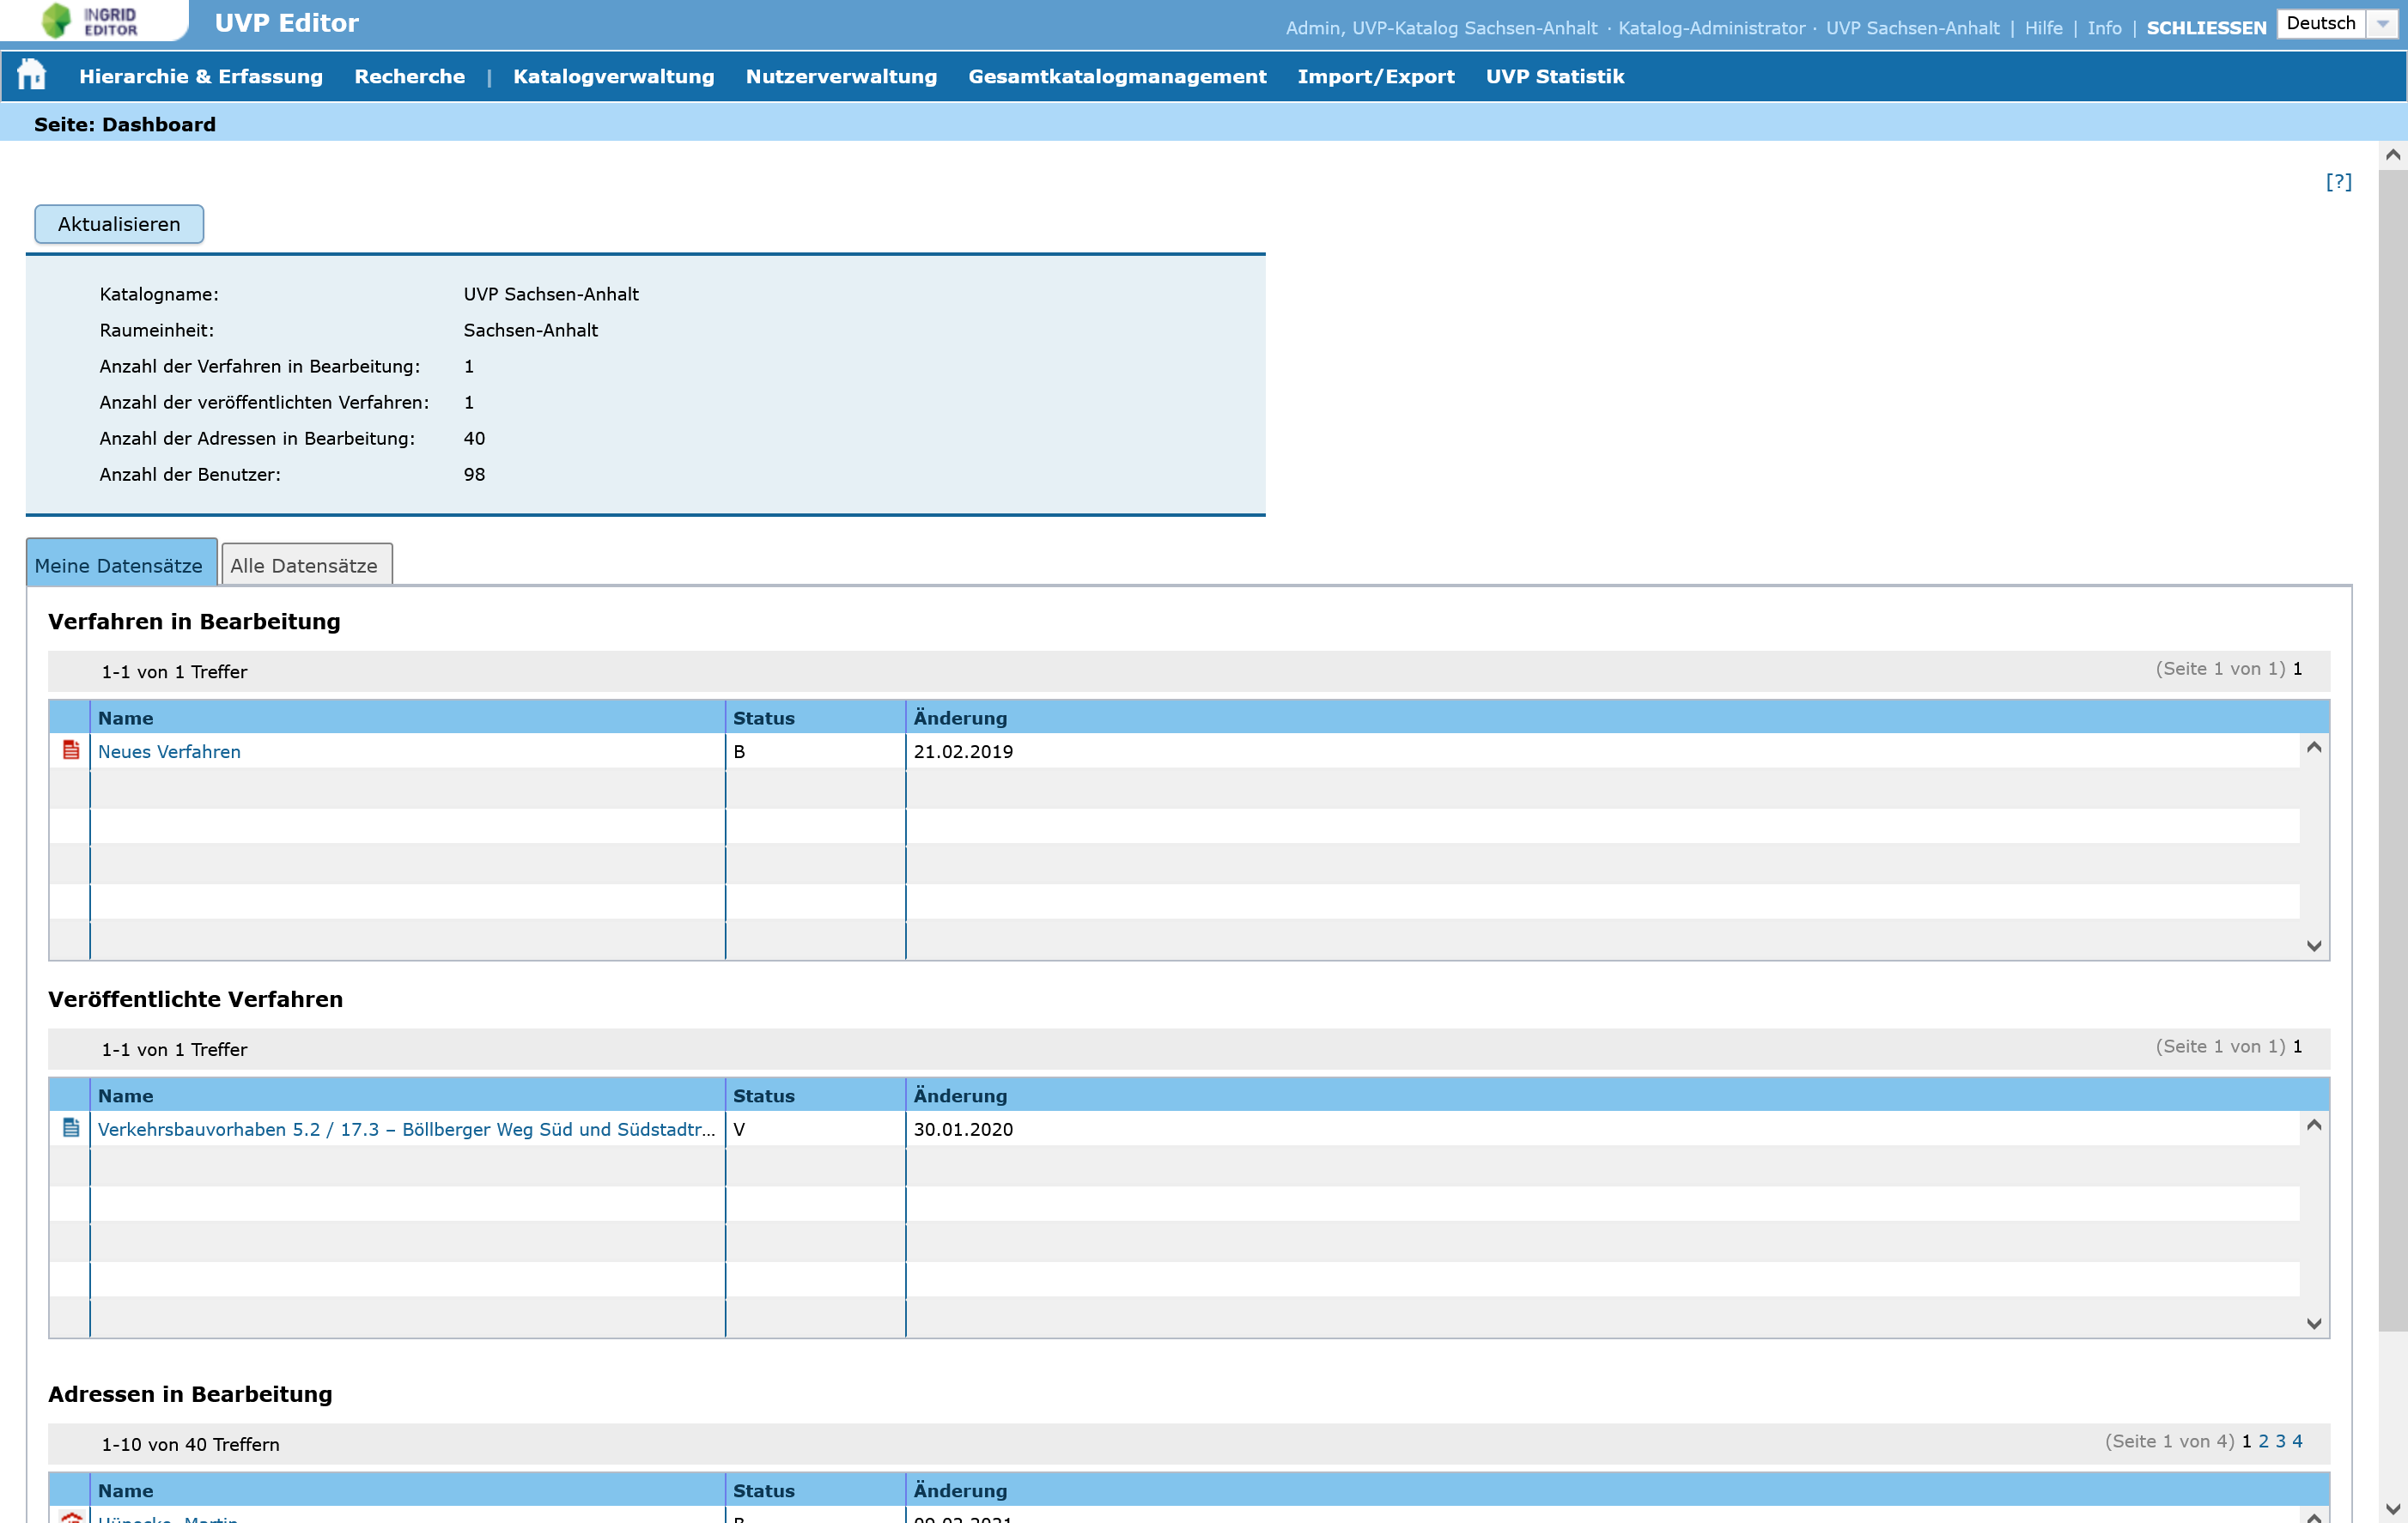 INGRID
EDITOR
UVP Editor
Admin, UVP-Katalog Sachsen-Anhalt · Katalog-Administrator · UVP Sachsen-Anhalt | Hilfe | Info | SCHLIESSEN Deutsch
Hierarchie & Erfassung Recherche | Katalogverwaltung Nutzerverwaltung Gesamtkatalogmanagement Import/Export UVP Statistik
Seite: Dashboard
[?]
Aktualisieren
Katalogname: UVP Sachsen-Anhalt
Raumeinheit: Sachsen-Anhalt
Anzahl der Verfahren in Bearbeitung: 1
Anzahl der veröffentlichten Verfahren: 1
Anzahl der Adressen in Bearbeitung: 40
Anzahl der Benutzer: 98
Meine Datensätze Alle Datensätze
Verfahren in Bearbeitung
1-1 von 1 Treffer (Seite 1 von 1) 1
Name Status Änderung
Neues Verfahren B 21.02.2019
Veröffentlichte Verfahren
1-1 von 1 Treffer (Seite 1 von 1) 1
Name Status Änderung
Verkehrsbauvorhaben 5.2 / 17.3 – Böllberger Weg Süd und Südstadtr... V 30.01.2020
Adressen in Bearbeitung
1-10 von 40 Treffern (Seite 1 von 4) 1 2 3 4
Name Status Änderung